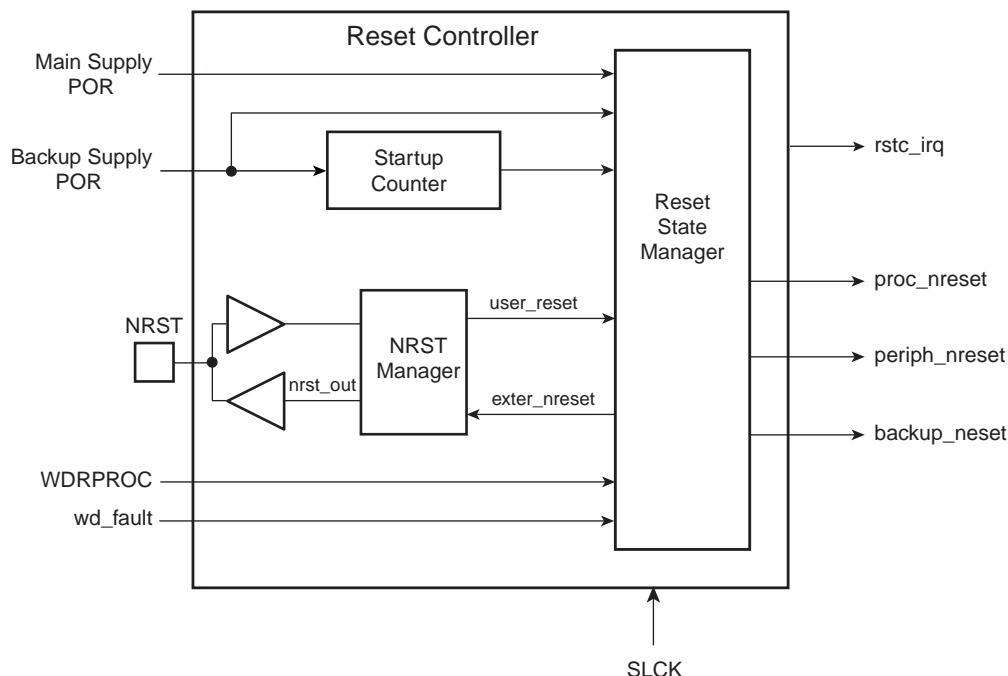 Reset Controller
Main Supply
POR
Backup Supply
POR
Startup
Counter
rstc_irq
Reset
State
Manager
proc_nreset
user_reset
NRST
NRST
Manager
nrst_out
periph_nreset
exter_nreset
backup_neset
WDRPROC
wd_fault
SLCK